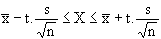 x̄ − t. s/√n ≤ X ≤ x̄ + t. s/√n